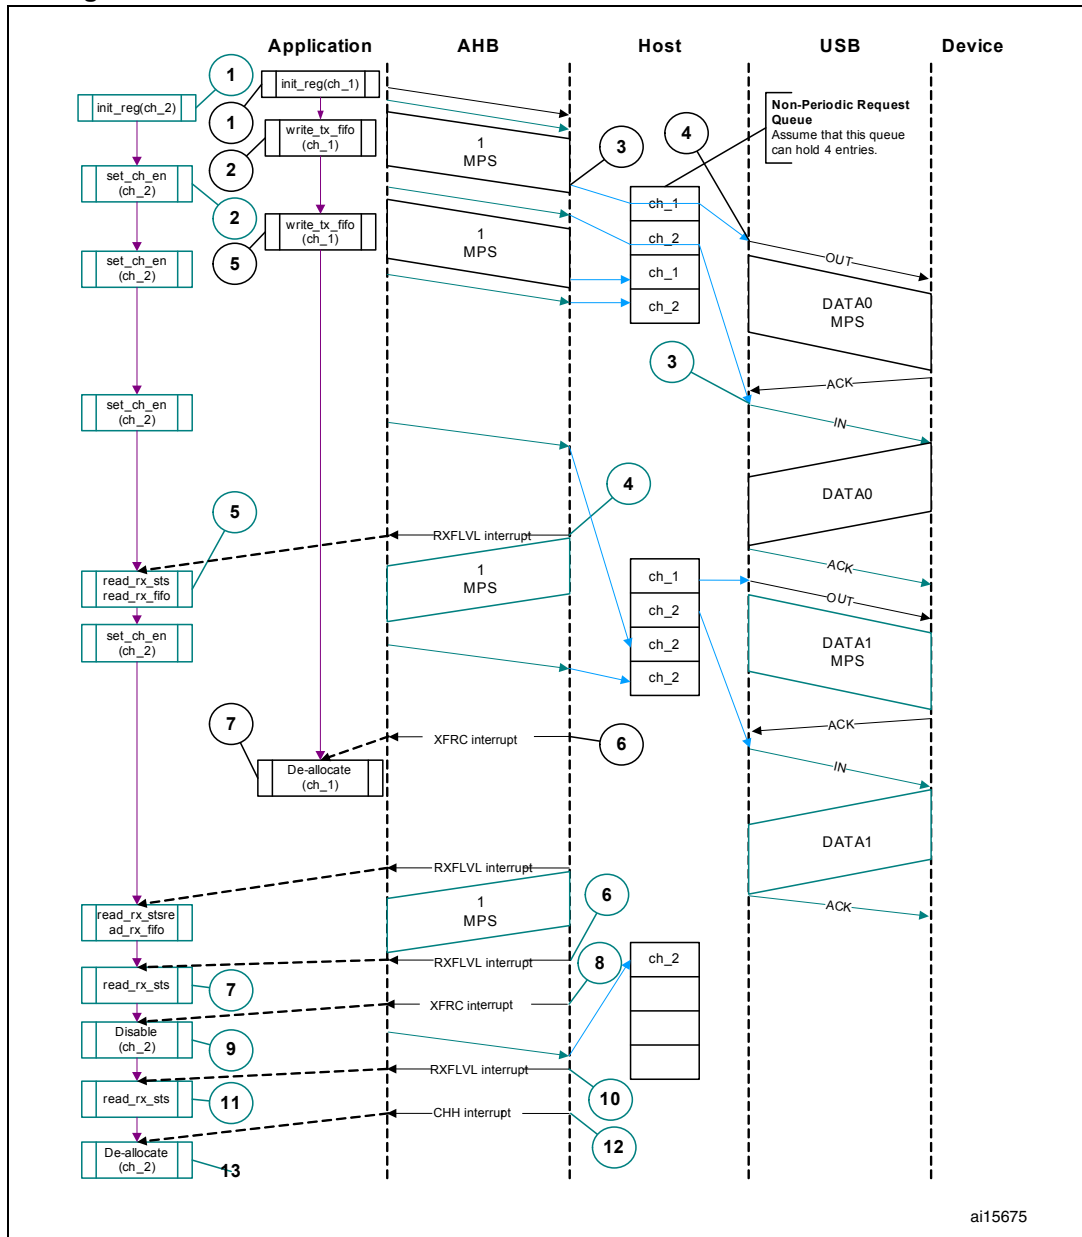 Application AHB Host USB Device
1
init_reg(ch_2)
init_reg(ch_1)
1
Non-Periodic Request
Queue
Assume that this queue
can hold 4 entries.
write_tx_fifo
(ch_1)
2
1
MPS
3
4
set_ch_en
(ch_2)
2
ch_1
write_tx_fifo
(ch_1)
5
1
MPS
ch_2
set_ch_en
(ch_2)
ch_1
ch_2
OUT
DATA0
MPS
3
ACK
set_ch_en
(ch_2)
IN
4
DATA0
5
RXFLVL interrupt
read_rx_sts
read_rx_fifo
1
MPS
ch_1
ACK
OUT
set_ch_en
(ch_2)
ch_2
ch_2
ch_2
DATA1
MPS
7
XFRC interrupt
6
ACK
De-allocate
(ch_1)
IN
DATA1
RXFLVL interrupt
read_rx_stsre
ad_rx_fifo
1
MPS
6
ACK
RXFLVL interrupt
8
ch_2
read_rx_sts
7
XFRC interrupt
Disable
(ch_2)
9
RXFLVL interrupt
read_rx_sts
11
10
CHH interrupt
De-allocate
(ch_2)
13
12
ai15675